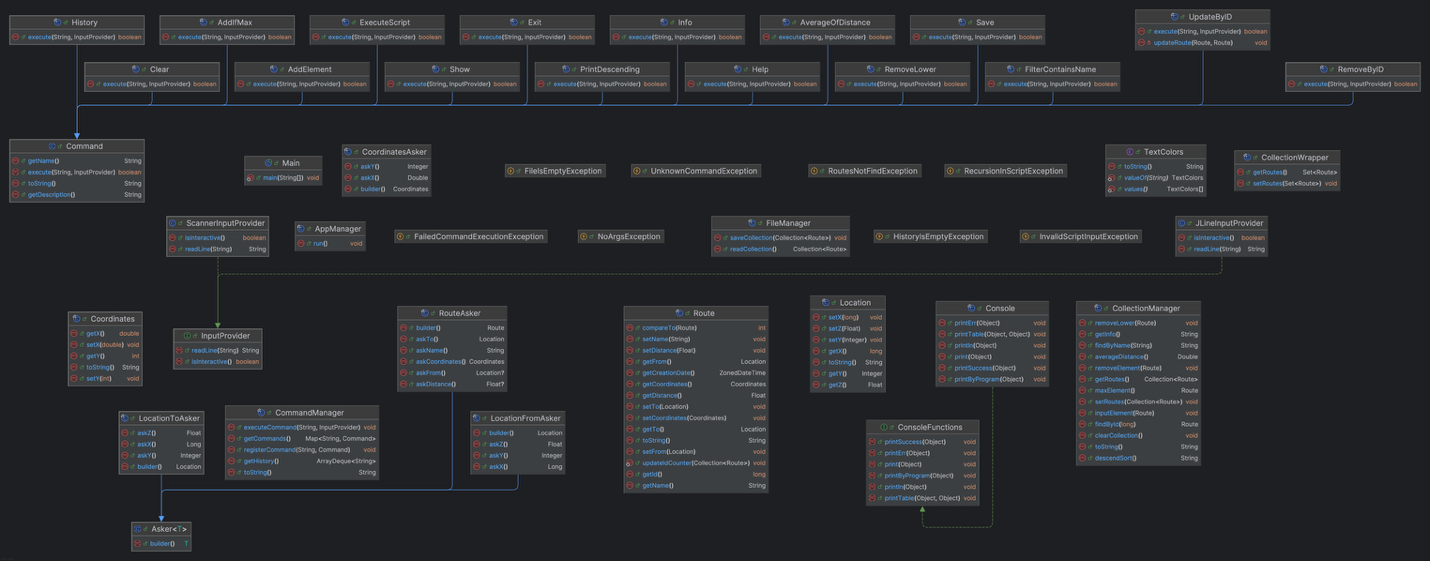 History
execute(String, InputProvider) boolean
AddIfMax
execute(String, InputProvider) boolean
ExecuteScript
execute(String, InputProvider) boolean
Exit
execute(String, InputProvider) boolean
Info
execute(String, InputProvider) boolean
AverageOfDistance
execute(String, InputProvider) boolean
Save
execute(String, InputProvider) boolean
UpdateByID
execute(String, InputProvider) boolean
updateRoute(Route, Route) void
Clear
execute(String, InputProvider) boolean
AddElement
execute(String, InputProvider) boolean
Show
execute(String, InputProvider) boolean
PrintDescending
execute(String, InputProvider) boolean
Help
execute(String, InputProvider) boolean
RemoveLower
execute(String, InputProvider) boolean
FilterContainsName
execute(String, InputProvider) boolean
RemoveByID
execute(String, InputProvider) boolean
Command
getName() String
execute(String, InputProvider) boolean
toString() String
getDescription() String
Main
main(String[]) void
CoordinatesAsker
askY() Integer
askX() Double
builder() Coordinates
FileIsEmptyException
UnknownCommandException
RoutesNotFindException
RecursionInScriptException
TextColors
toString() String
valueOf(String) TextColors
values() TextColors[]
CollectionWrapper
getRoutes() Set<Route>
setRoutes(Set<Route>) void
ScannerInputProvider
isInteractive() boolean
readLine(String) String
AppManager
run() void
FailedCommandExecutionException
NoArgsException
FileManager
saveCollection(Collection<Route>) void
readCollection() Collection<Route>
HistoryIsEmptyException
InvalidScriptInputException
JLineInputProvider
isInteractive() boolean
readLine(String) String
Coordinates
getX() double
setX(double) void
getY() int
toString() String
setY(int) void
InputProvider
readLine(String) String
isInteractive() boolean
RouteAsker
builder() Route
askTo() Location
askName() String
askCoordinates() Coordinates
askFrom() Location?
askDistance() Float?
Route
compareTo(Route) int
setName(String) void
setDistance(Float) void
getFrom() Location
getCreationDate() ZonedDateTime
getCoordinates() Coordinates
getDistance() Float
setTo(Location) void
setCoordinates(Coordinates) void
getTo() Location
toString() String
setFrom(Location) void
updateIdCounter(Collection<Route>) void
getId() long
getName() String
Location
setX(long) void
setZ(Float) void
setY(Integer) void
getX() long
toString() String
getY() Integer
getZ() Float
Console
printErr(Object) void
printTable(Object, Object) void
println(Object) void
print(Object) void
printSuccess(Object) void
printByProgram(Object) void
CollectionManager
removeLower(Route) void
getInfo() String
findByName(String) String
averageDistance() Double
removeElement(Route) void
getRoutes() Collection<Route>
maxElement() Route
setRoutes(Collection<Route>) void
inputElement(Route) void
findById(long) Route
clearCollection() void
toString() String
descendSort() String
LocationToAsker
askZ() Float
askX() Long
askY() Integer
builder() Location
CommandManager
executeCommand(String, InputProvider) void
getCommands() Map<String, Command>
registerCommand(String, Command) void
getHistory() ArrayDeque<String>
toString() String
LocationFromAsker
builder() Location
askZ() Float
askY() Integer
askX() Long
ConsoleFunctions
printSuccess(Object) void
printErr(Object) void
print(Object) void
printByProgram(Object) void
println(Object) void
printTable(Object, Object) void
Asker<T>
builder() T